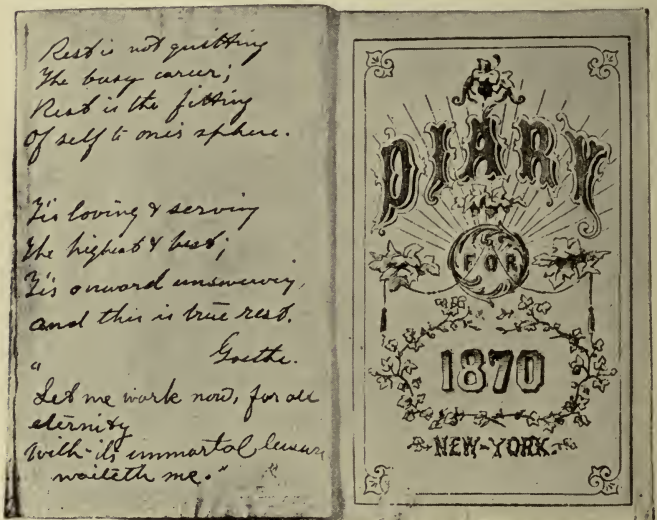 Rest is not quitting
The busy career;
Rest is the fitting
Of self to one's sphere.
'Tis loving & serving
The highest & best;
'Tis onward unswerving,
and this is true rest.
Goethe.
"Let me work now, for all
eternity
With its immortal leisure
waiteth me."
DIARY
FOR
1870
NEW-YORK.